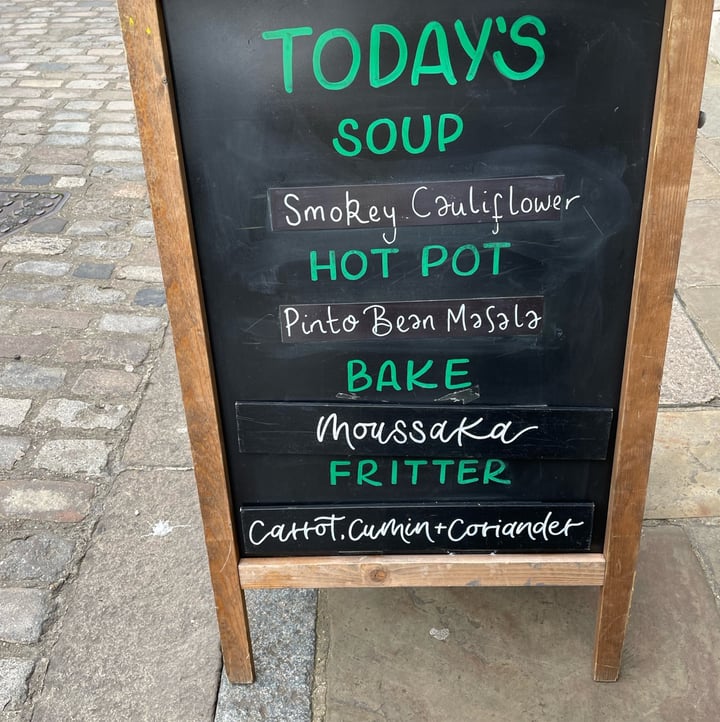 TODAY'S
SOUP
Smokey Cauliflower
HOT POT
Pinto Bean Masala
BAKE
Moussaka
FRITTER
Carrot, Cumin + Coriander